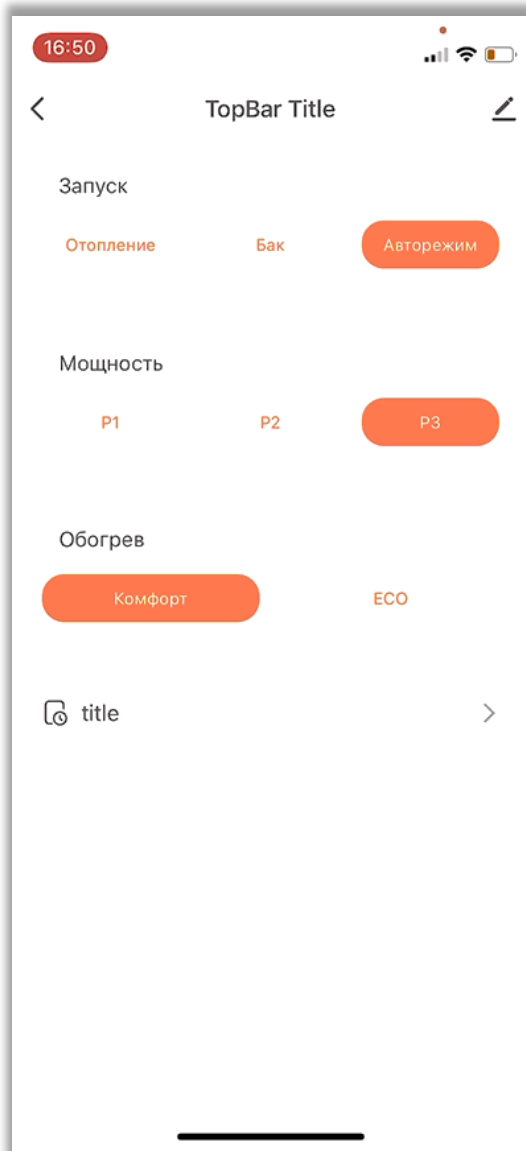 16:50
TopBar Title
Запуск
Отопление Бак Авторежим
Мощность
P1 P2 P3
Обогрев
Комфорт ECO
title